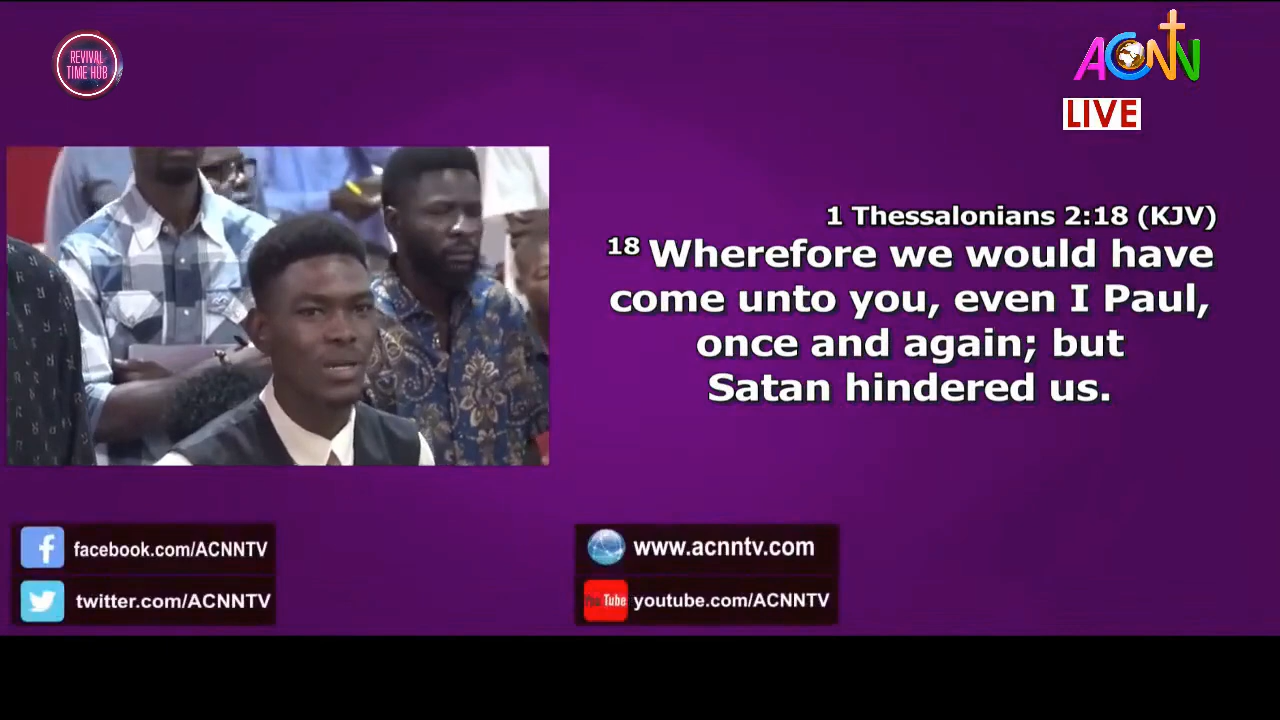 REVIVAL
TIME HUB
ACNN
LIVE
1 Thessalonians 2:18 (KJV)
18 Wherefore we would have
come unto you, even I Paul,
once and again; but
Satan hindered us.
facebook.com/ACNNTV
www.acnntv.com
twitter.com/ACNNTV
YouTube youtube.com/ACNNTV